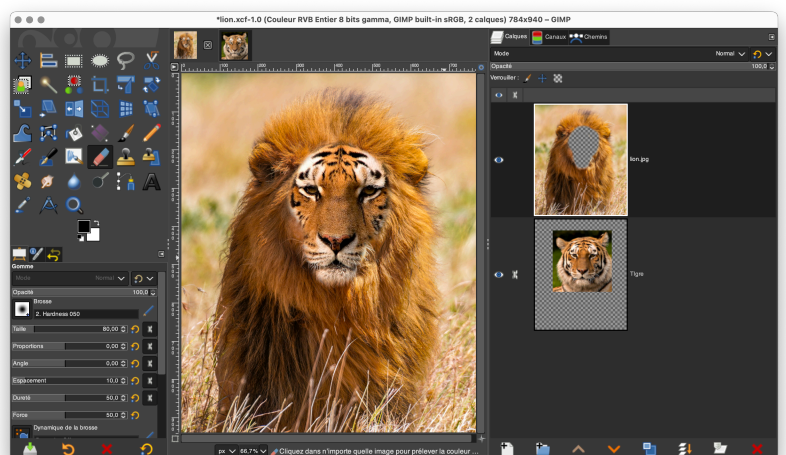 *lion.xcf-1.0 (Couleur RVB Entier 8 bits gamma, GIMP built-in sRGB, 2 calques) 784x940 – GIMP
Calques Canaux Chemins
Mode Normal
Opacité 100,0
Verrouiller :
lion.jpg
Tigre
Gomme
Mode Normal
Opacité 100,0
Brosse
2. Hardness 050
Taille 80,00
Proportions 0,00
Angle 0,00
Espacement 10,0
Dureté 50,0
Force 50,0
Dynamique de la brosse
px 66,7% Cliquez dans n'importe quelle image pour prélever la couleur ...